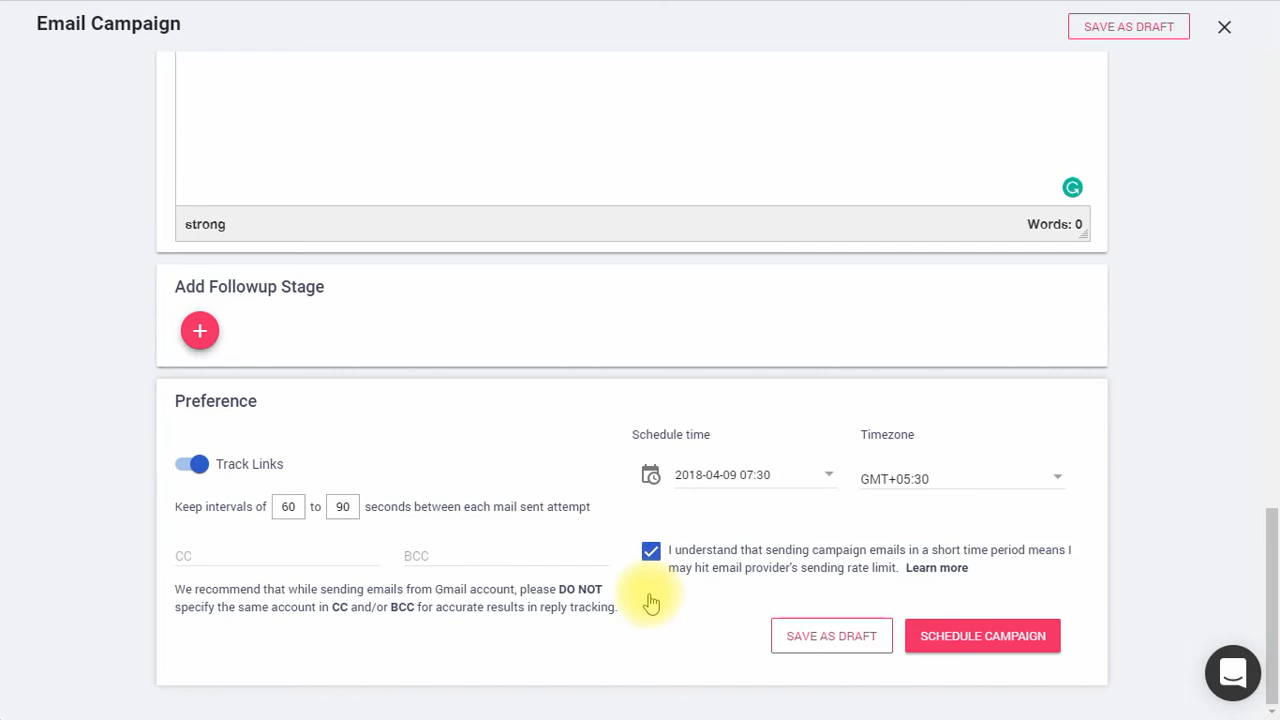 Email Campaign
SAVE AS DRAFT
strong
Words: 0
Add Followup Stage
Preference
Schedule time
Timezone
Track Links
2018-04-09 07:30
GMT+05:30
Keep intervals of 60 to 90 seconds between each mail sent attempt
CC
BCC
I understand that sending campaign emails in a short time period means I
may hit email provider's sending rate limit. Learn more
We recommend that while sending emails from Gmail account, please DO NOT
specify the same account in CC and/or BCC for accurate results in reply tracking.
SAVE AS DRAFT
SCHEDULE CAMPAIGN